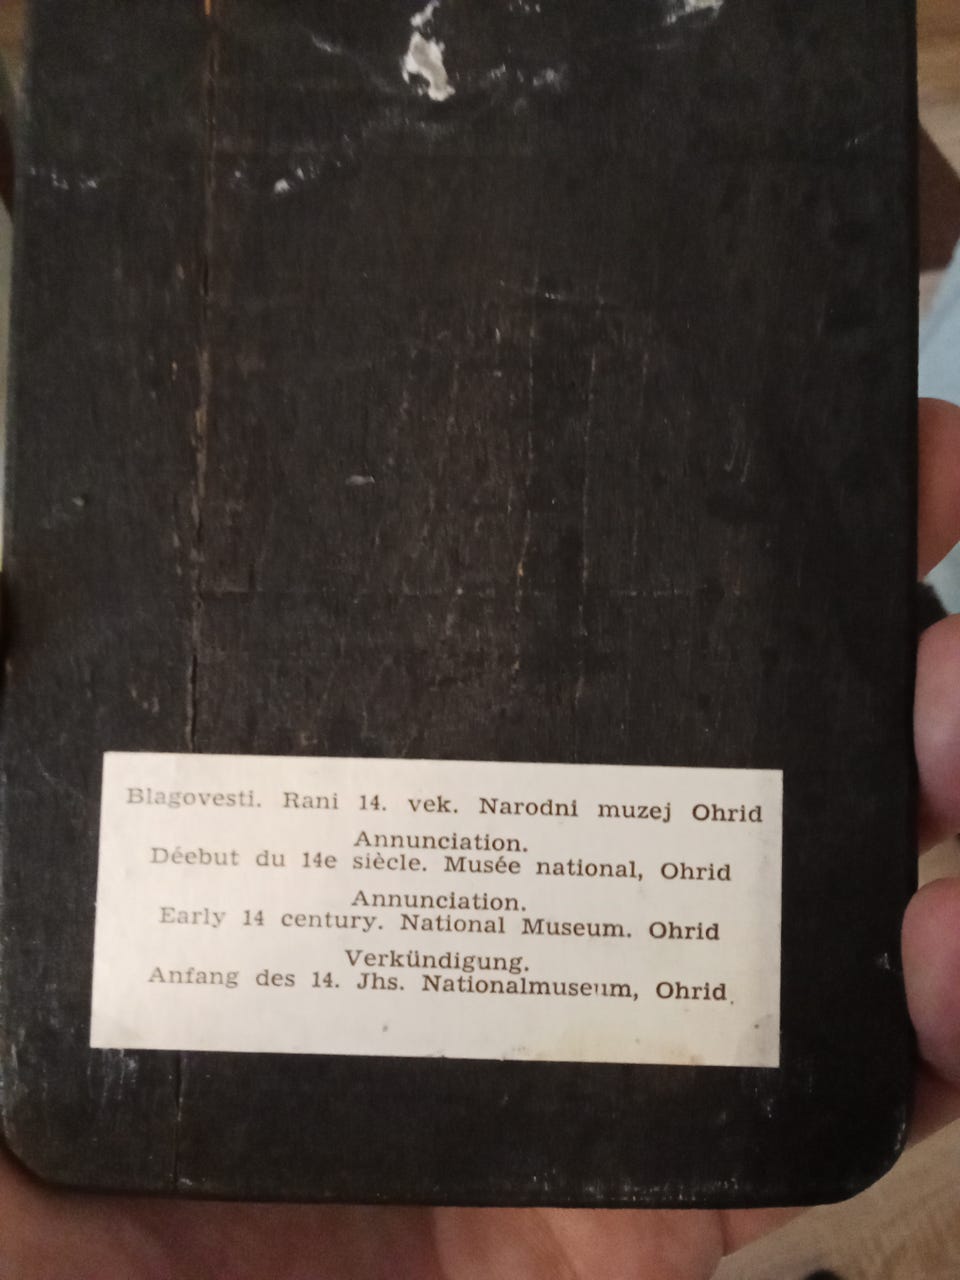 Blagovesti. Rani 14. vek. Narodni muzej Ohrid
Annunciation.
Déebut du 14e siècle. Musée national, Ohrid
Annunciation.
Early 14 century. National Museum. Ohrid
Verkündigung.
Anfang des 14. Jhs. Nationalmuseum, Ohrid.